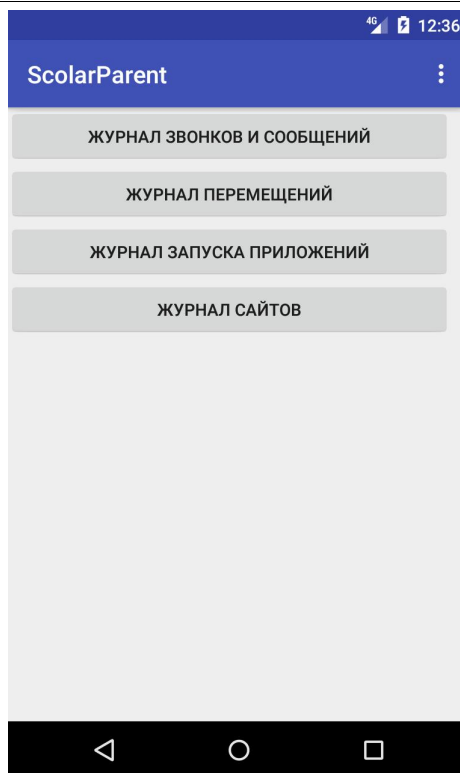 4G 12:36
ScolarParent
ЖУРНАЛ ЗВОНКОВ И СООБЩЕНИЙ
ЖУРНАЛ ПЕРЕМЕЩЕНИЙ
ЖУРНАЛ ЗАПУСКА ПРИЛОЖЕНИЙ
ЖУРНАЛ САЙТОВ